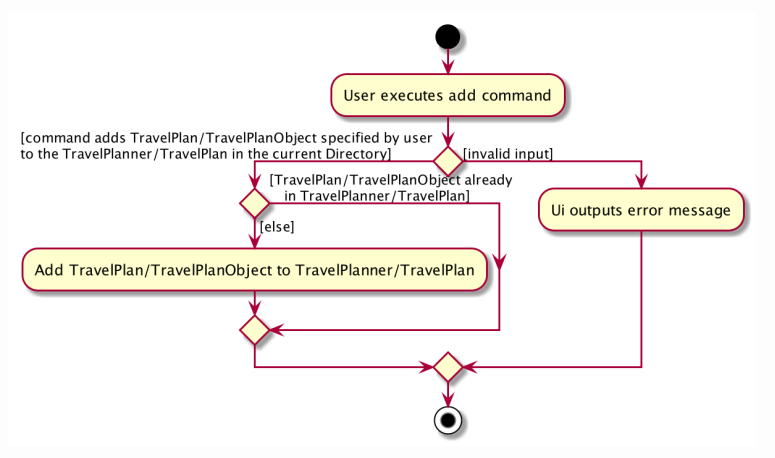 User executes add command
[command adds TravelPlan/TravelPlanObject specified by user
to the TravelPlanner/TravelPlan in the current Directory]
[invalid input]
[TravelPlan/TravelPlanObject already
in TravelPlanner/TravelPlan]
Ui outputs error message
[else]
Add TravelPlan/TravelPlanObject to TravelPlanner/TravelPlan